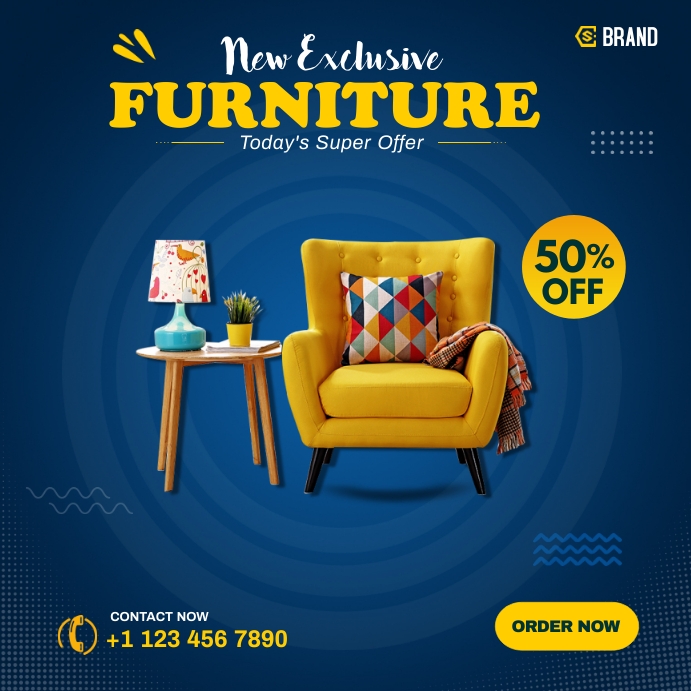 BRAND
New Exclusive
FURNITURE
Today's Super Offer
50%
OFF
CONTACT NOW
+1 123 456 7890
ORDER NOW